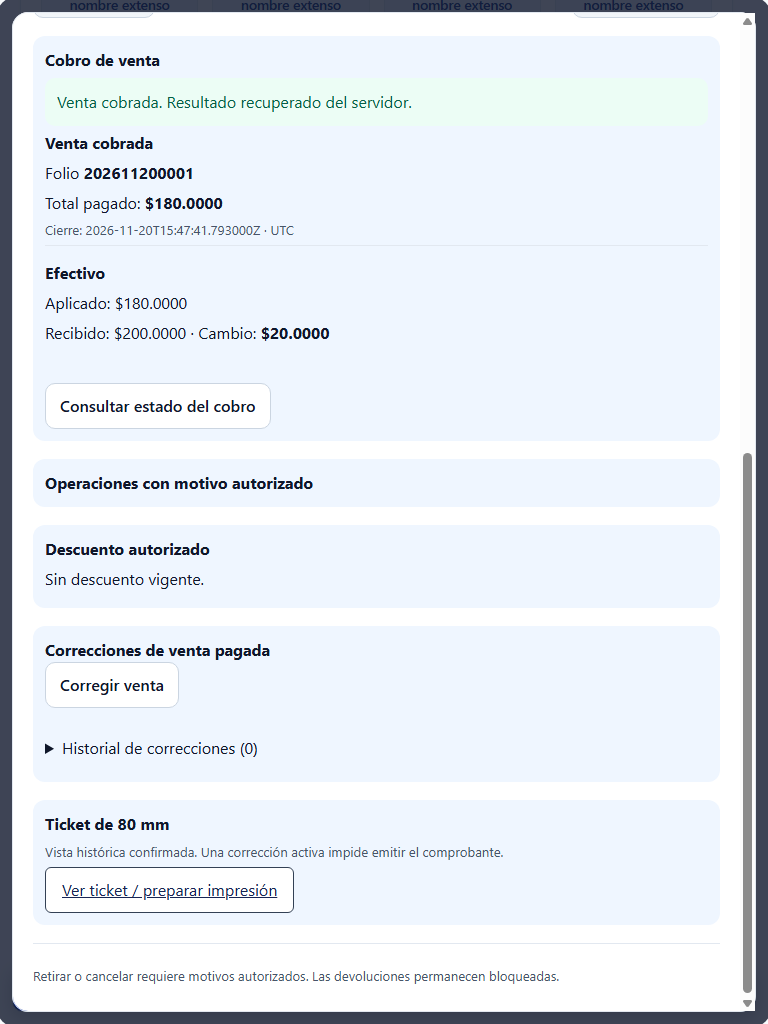 nombre extenso nombre extenso nombre extenso nombre extenso
Cobro de venta
Venta cobrada. Resultado recuperado del servidor.
Venta cobrada
Folio 202611200001
Total pagado: $180.0000
Cierre: 2026-11-20T15:47:41.793000Z · UTC
Efectivo
Aplicado: $180.0000
Recibido: $200.0000 · Cambio: $20.0000
Consultar estado del cobro
Operaciones con motivo autorizado
Descuento autorizado
Sin descuento vigente.
Correcciones de venta pagada
Corregir venta
Historial de correcciones (0)
Ticket de 80 mm
Vista histórica confirmada. Una corrección activa impide emitir el comprobante.
Ver ticket / preparar impresión
Retirar o cancelar requiere motivos autorizados. Las devoluciones permanecen bloqueadas.